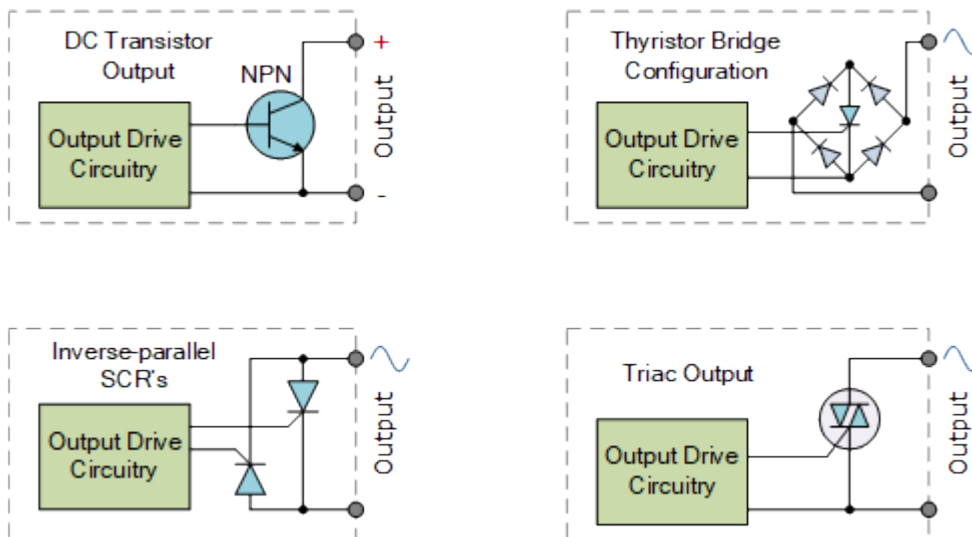 DC Transistor
Output
NPN
Output Drive
Circuitry
+
Output
-
Thyristor Bridge
Configuration
Output Drive
Circuitry
Output
Inverse-parallel
SCR's
Output Drive
Circuitry
Output
Triac Output
Output Drive
Circuitry
Output